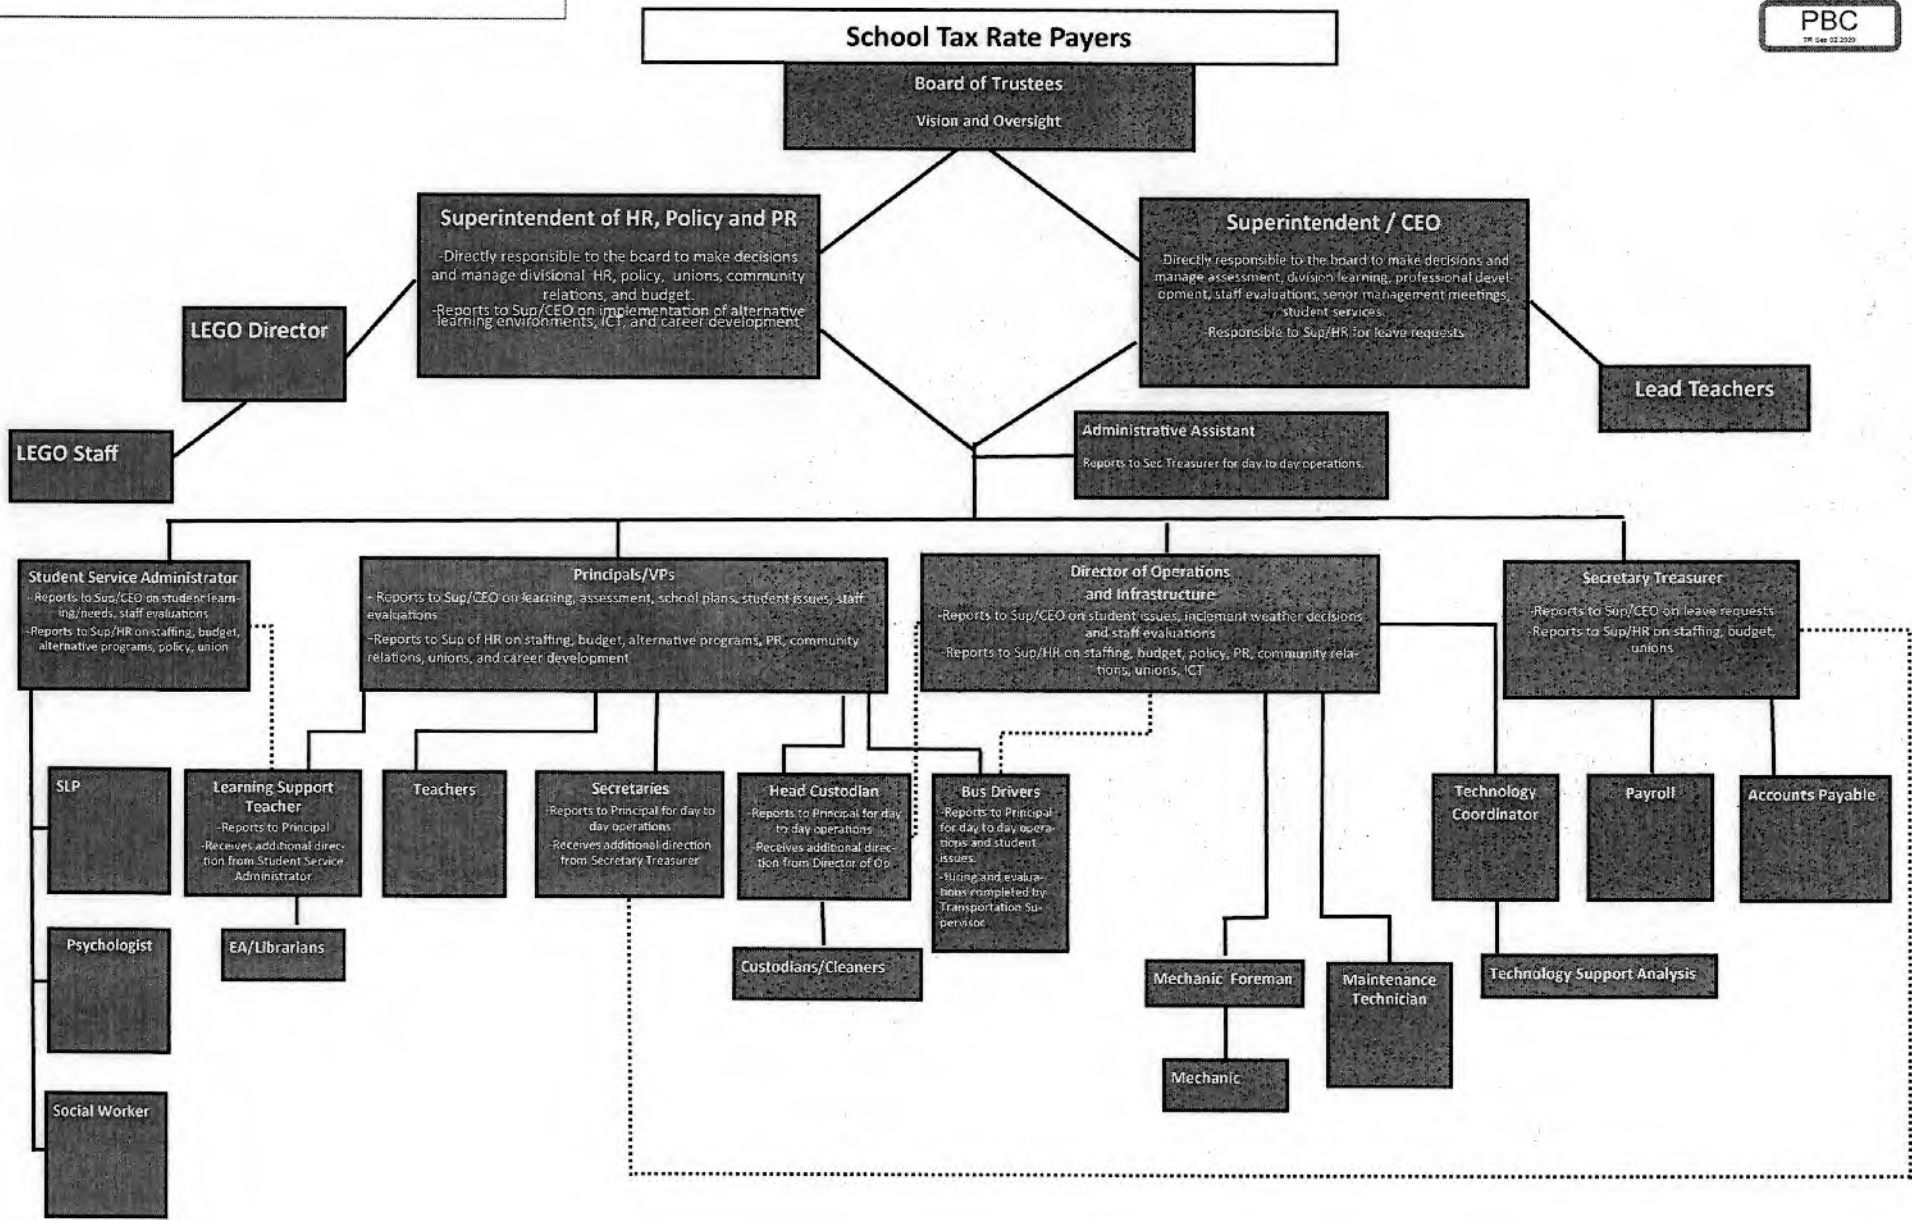 School Tax Rate Payers
PBC
Board of Trustees
Vision and Oversight
Superintendent of HR, Policy and PR
-Directly responsible to the board to make decisions
and manage divisional HR, policy, unions, community
relations, and budget.
-Reports to Sup/CEO on implementation of alternative
learning environments, ICT, and career development
Superintendent / CEO
-Directly responsible to the board to make decisions and
manage assessment, division learning, professional devel
opment, staff evaluations, senor management meetings,
student services.
-Responsible to Sup/HR for leave requests
LEGO Director
LEGO Staff
Lead Teachers
Administrative Assistant
Reports to Sec Treasurer for day to day operations.
Student Service Administrator
- Reports to Sup/CEO on student learn-
ing/needs, staff evaluations
-Reports to Sup/HR on staffing, budget,
alternative programs, policy, union
Principals/VPs
- Reports to Sup/CEO on learning, assessment, school plans, student issues, staff
evaluations
-Reports to Sup of HR on staffing, budget, alternative programs, PR, community
relations, unions, and career development
Director of Operations
and Infrastructure
-Reports to Sup/CEO on student issues, inclement weather decisions
and staff evaluations
-Reports to Sup/HR on staffing, budget, policy, PR, community rela-
tions, unions, ICT
Secretary Treasurer
-Reports to Sup/CEO on leave requests
-Reports to Sup/HR on staffing, budget,
unions
SLP
Learning Support
Teacher
-Reports to Principal
-Receives additional direc-
tion from Student Service
Administrator
Teachers
Secretaries
-Reports to Principal for day to
day operations
-Receives additional direction
from Secretary Treasurer
Head Custodian
-Reports to Principal for day
to day operations
-Receives additional direc-
tion from Director of Op
Bus Drivers
-Reports to Principal
for day to day opera-
tions and student
issues.
-Hiring and evalua-
tions completed by
Transportation Su-
pervisor
Technology
Coordinator
Payroll
Accounts Payable
Psychologist
EA/Librarians
Custodians/Cleaners
Mechanic Foreman
Maintenance
Technician
Technology Support Analysis
Mechanic
Social Worker